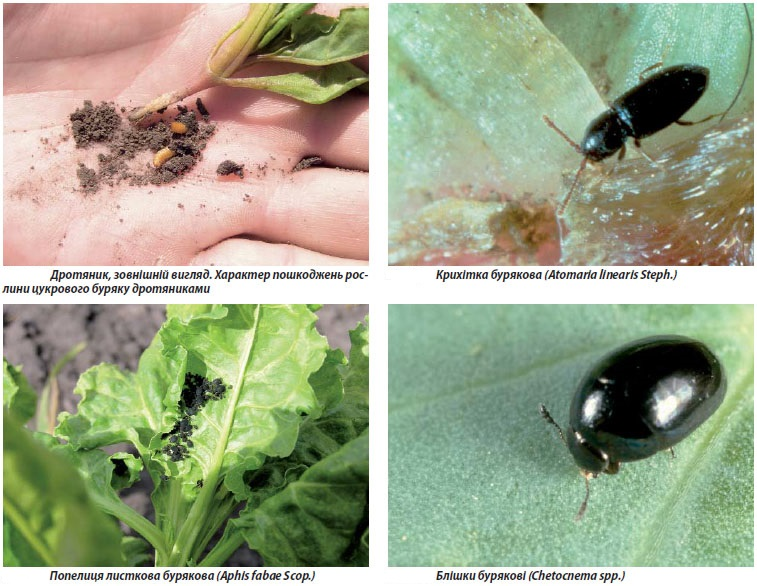 Дротяник, зовнішній вигляд. Характер пошкоджень рос-
лини цукрового буряку дротяниками
Крихітка бурякова (Atomaria linearis Steph.)
Попелиця листкова бурякова (Aphis fabae Scop.)
Блішки бурякові (Chetocnema spp.)